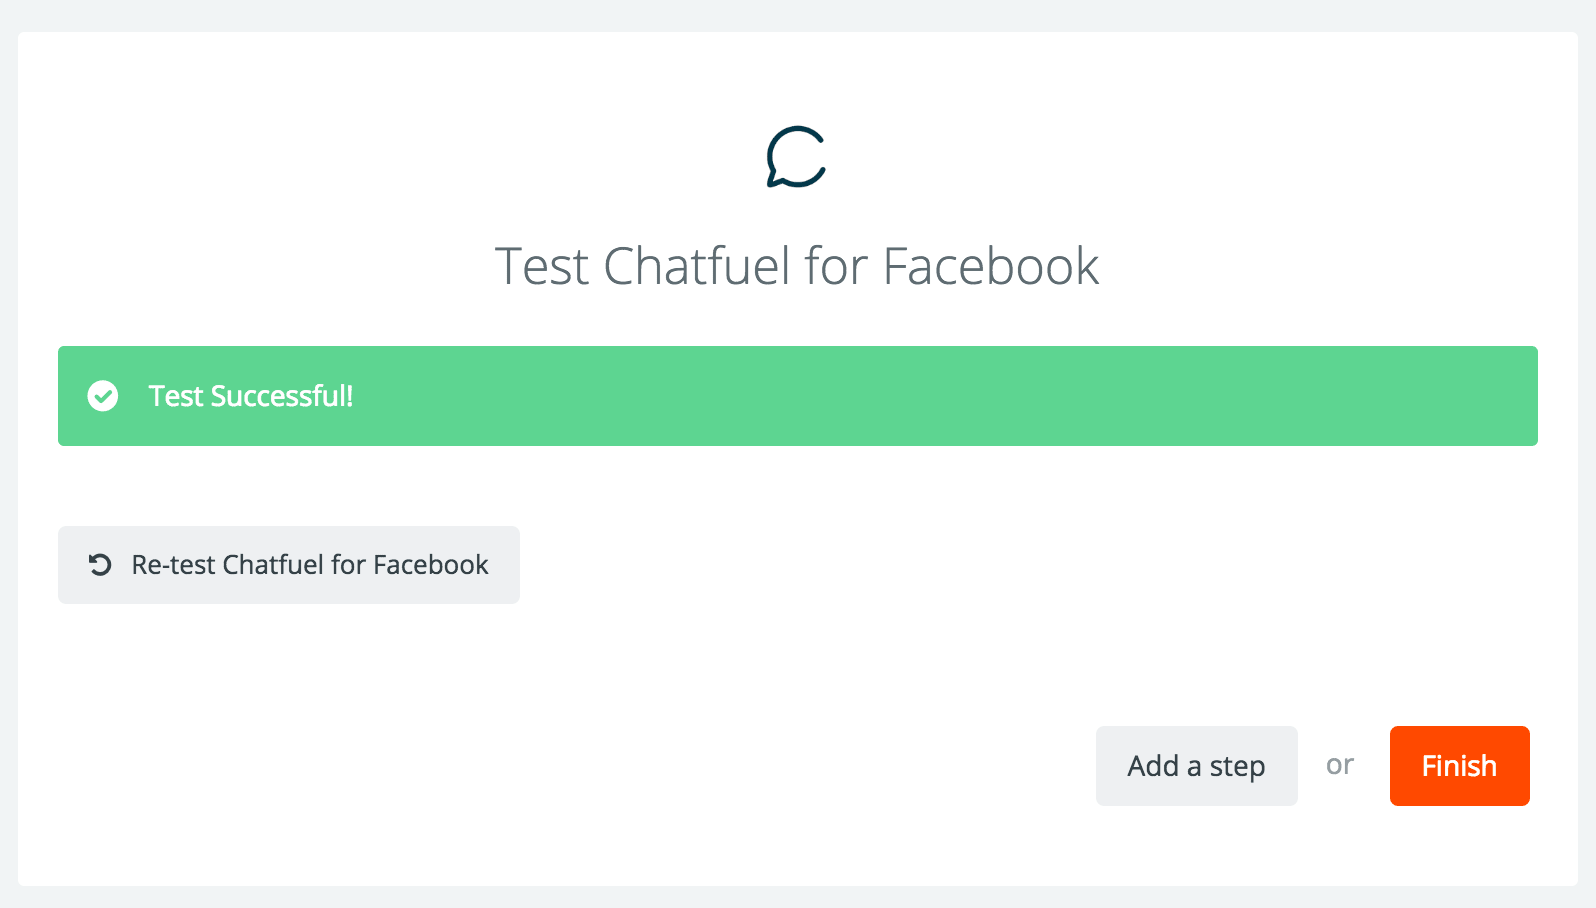 Test Chatfuel for Facebook
Test Successful!
Re-test Chatfuel for Facebook
Add a step or Finish